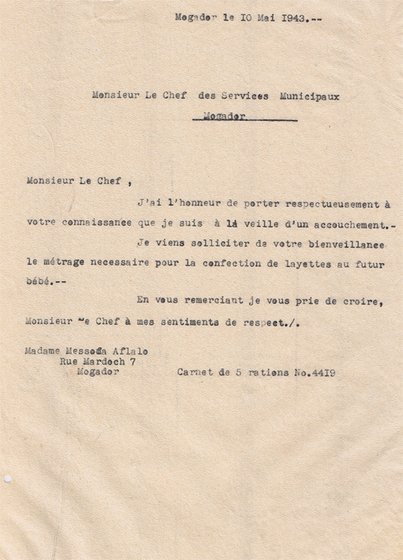 Mogador le 10 Mai 1943.--
Monsieur Le Chef des Services Municipaux
Mogador
Monsieur Le Chef ,
J'ai l'honneur de porter respectueusement à
votre connaissance que je suis à la veille d'un accouchement.-
Je viens solliciter de votre bienveillance
le métrage necessaire pour la confection de layettes au futur
bébé.--
En vous remerciant je vous prie de croire,
Monsieur e Chef à mes sentiments de respect./.
Madame Messoda Aflalo
Rue Mardoch 7
Mogador
Carnet de 5 rations No.4419